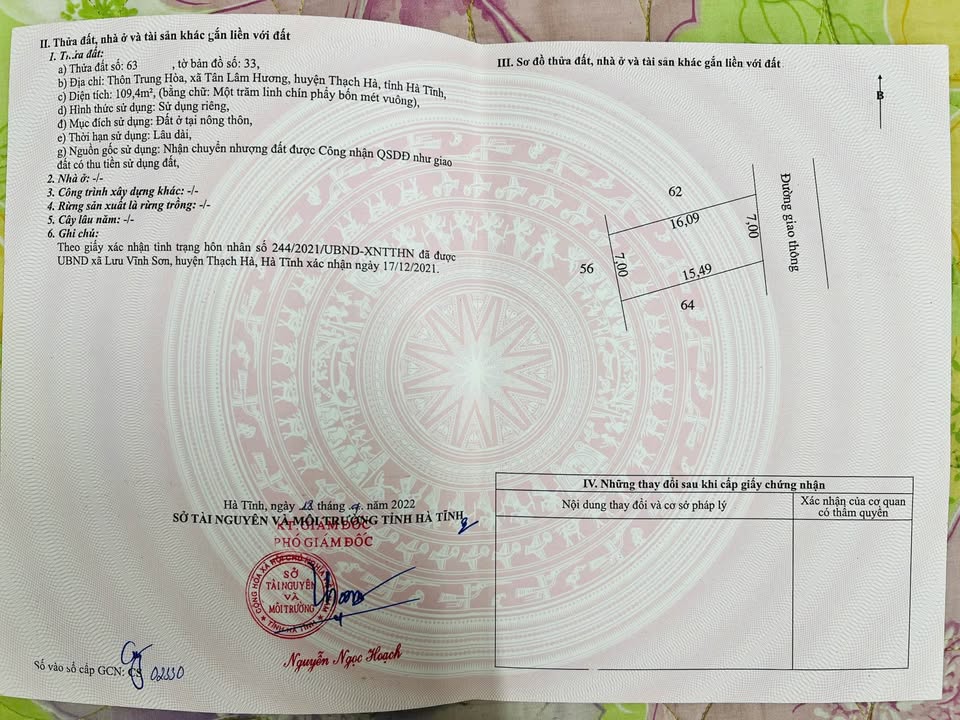 II. Thửa đất, nhà ở và tài sản khác gắn liền với đất
1. Thửa đất:
a) Thửa đất số: 63 , tờ bản đồ số: 33,
b) Địa chỉ: Thôn Trung Hòa, xã Tân Lâm Hương, huyện Thạch Hà, tỉnh Hà Tĩnh,
c) Diện tích: 109,4m², (bằng chữ: Một trăm linh chín phẩy bốn mét vuông),
d) Hình thức sử dụng: Sử dụng riêng,
đ) Mục đích sử dụng: Đất ở tại nông thôn,
e) Thời hạn sử dụng: Lâu dài,
g) Nguồn gốc sử dụng: Nhận chuyển nhượng đất được Công nhận QSDĐ như giao
đất có thu tiền sử dụng đất,
2. Nhà ở: -/-
3. Công trình xây dựng khác: -/-
4. Rừng sản xuất là rừng trồng: -/-
5. Cây lâu năm: -/-
6. Ghi chú:
Theo giấy xác nhận tình trạng hôn nhân số 244/2021/UBND-XNTTHN đã được
UBND xã Lưu Vĩnh Sơn, huyện Thạch Hà, Hà Tĩnh xác nhận ngày 17/12/2021.
Hà Tĩnh, ngày tháng năm 2022
SỞ TÀI NGUYÊN VÀ MÔI TRƯỜNG TỈNH HÀ TĨNH
KT.GIÁM ĐỐC
PHÓ GIÁM ĐỐC
CỘNG HÒA XÃ HỘI CHỦ NGHĨA
SỞ
TÀI NGUYÊN
VÀ
MÔI TRƯỜNG
TỈNH HÀ TĨNH
Nguyễn Ngọc Hoạch
Số vào sổ cấp GCN: CS 02330
III. Sơ đồ thửa đất, nhà ở và tài sản khác gắn liền với đất
B
62
16,09
7,00
Đường giao thông
56
7,00
15,49
64
IV. Những thay đổi sau khi cấp giấy chứng nhận
Nội dung thay đổi và cơ sở pháp lý
Xác nhận của cơ quan
có thẩm quyền